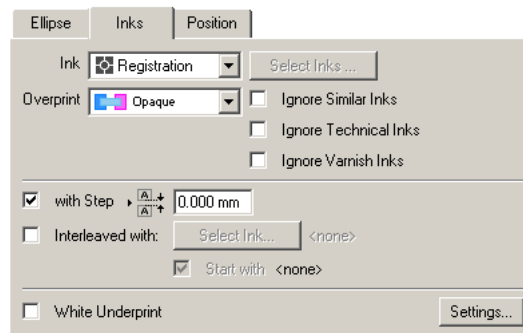 Ellipse Inks Position
Ink Registration Select Inks ...
Overprint Opaque Ignore Similar Inks
Ignore Technical Inks
Ignore Varnish Inks
with Step A A 0.000 mm
Interleaved with: Select Ink... <none>
Start with <none>
White Underprint Settings...